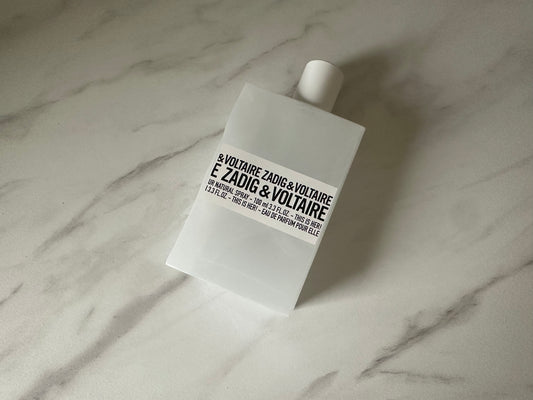 & VOLTAIRE ZADIG & VOLTAIRE
E ZADIG & VOLTAIRE
UR NATURAL SPRAY – 100 ml 3.3 FL.OZ. – THIS IS HER!
l 3.3 FL.OZ. – THIS IS HER! – EAU DE PARFUM POUR ELLE